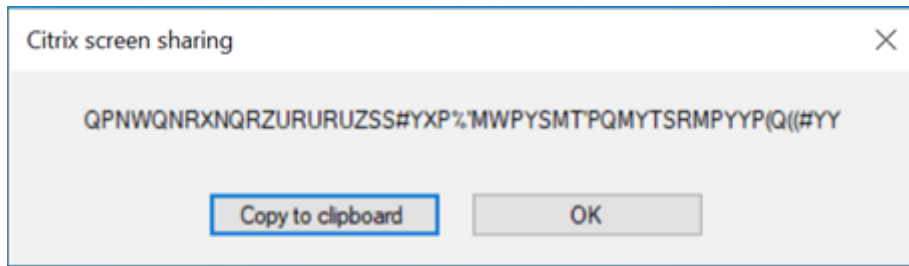 Citrix screen sharing
QPNWQNRXNQRZURURUZSS#YXP%'MWPYSMT'PQMYTSRMPYYP(Q((#YY
Copy to clipboard OK